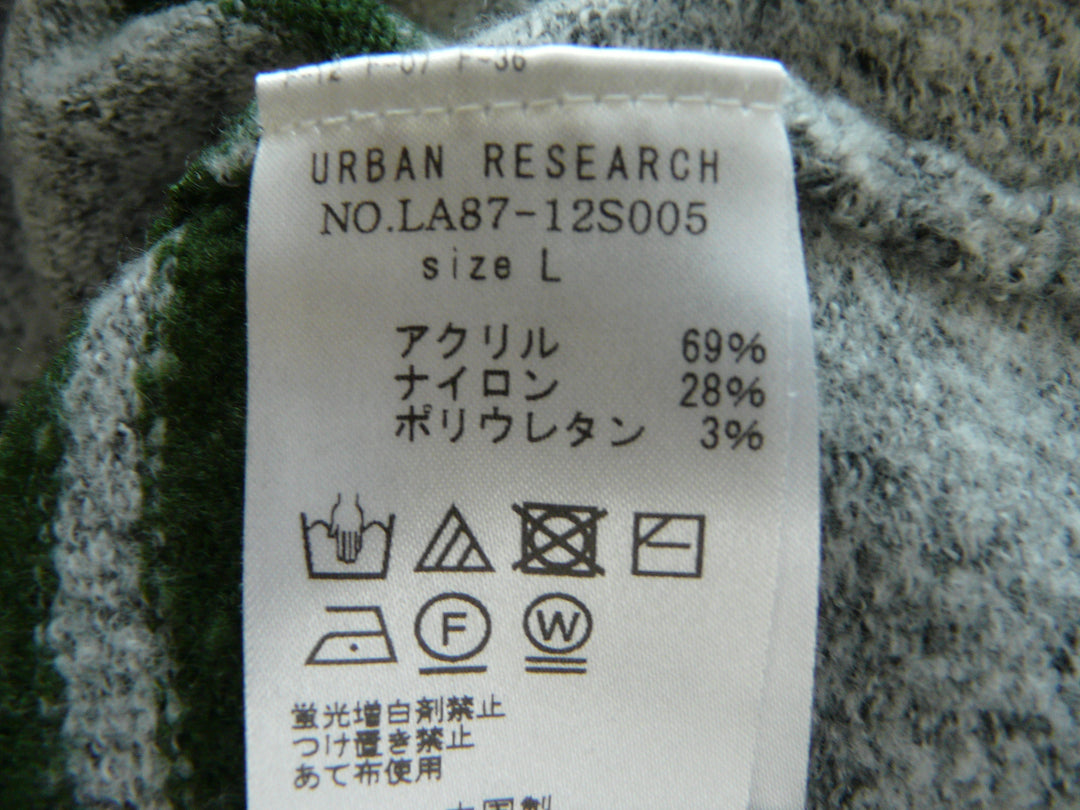 F-07 F-36
URBAN RESEARCH
NO.LA87-12S005
size L
アクリル 69%
ナイロン 28%
ポリウレタン 3%
F W
蛍光増白剤禁止
つけ置き禁止
あて布使用